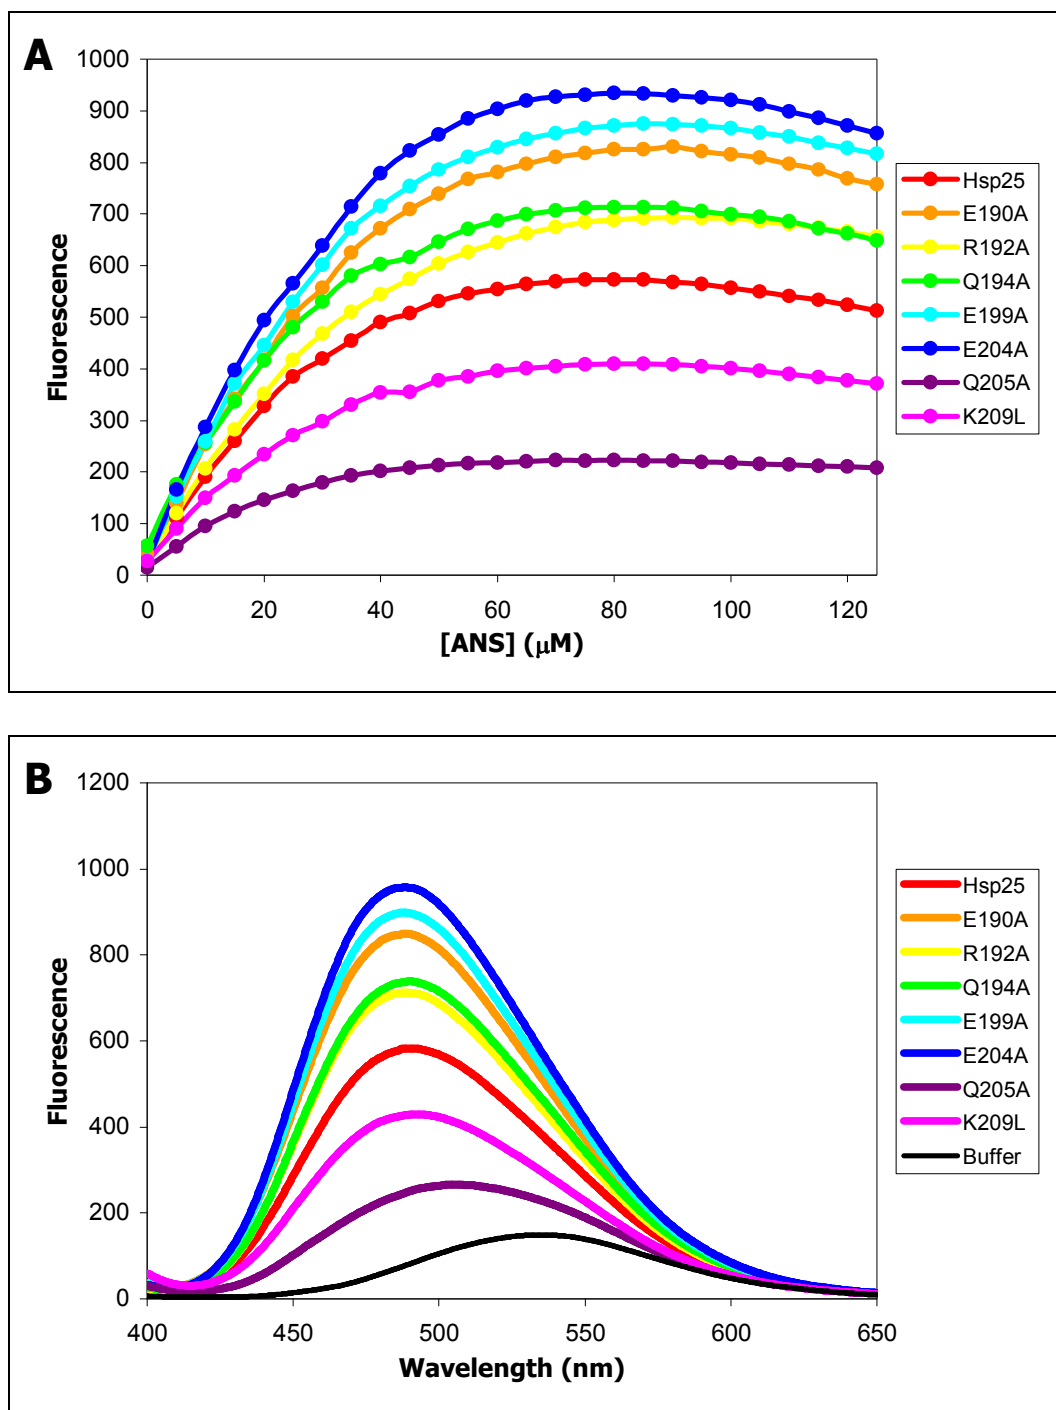 A
1000
900
800
700
600
500
400
300
200
100
0
Fluorescence
0 20 40 60 80 100 120
[ANS] (μM)
Hsp25
E190A
R192A
Q194A
E199A
E204A
Q205A
K209L
B
1200
1000
800
600
400
200
0
Fluorescence
400 450 500 550 600 650
Wavelength (nm)
Hsp25
E190A
R192A
Q194A
E199A
E204A
Q205A
K209L
Buffer